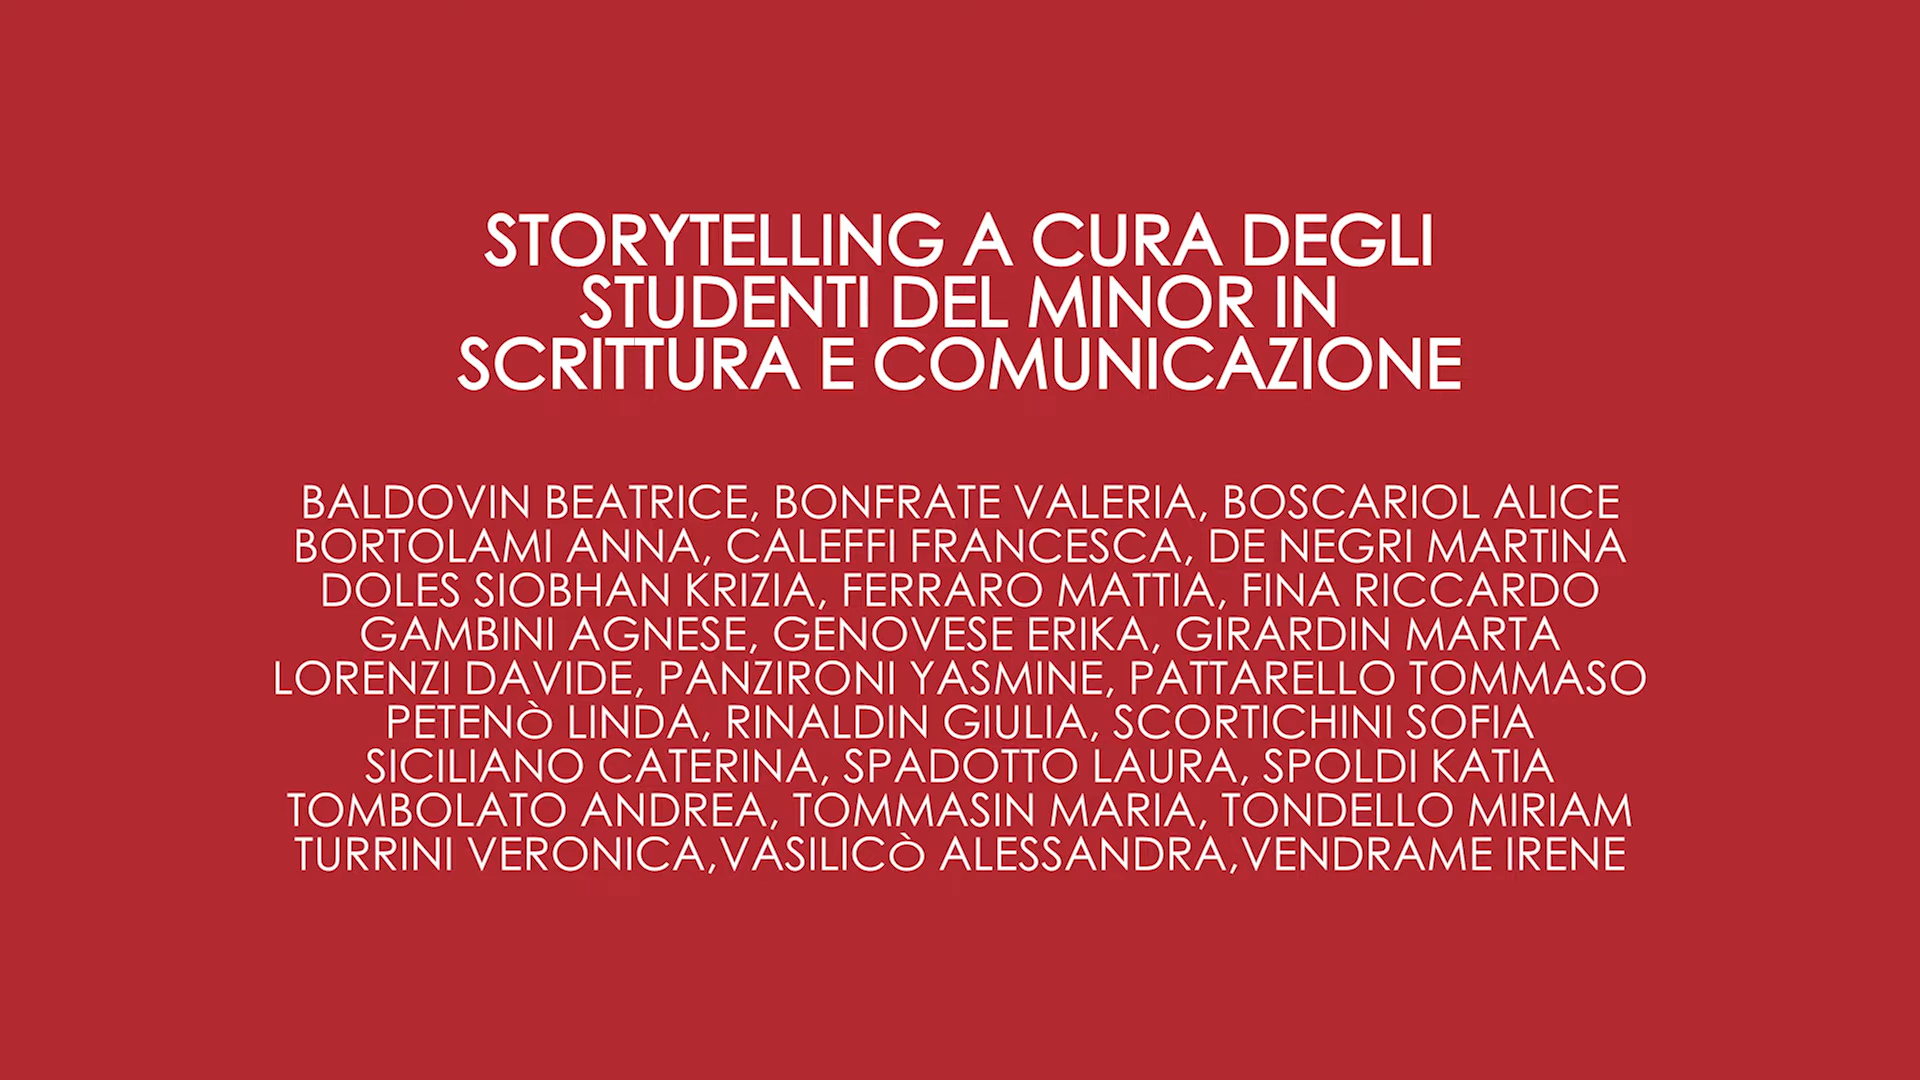 STORYTELLING A CURA DEGLI
STUDENTI DEL MINOR IN
SCRITTURA E COMUNICAZIONE
BALDOVIN BEATRICE, BONFRATE VALERIA, BOSCARIOL ALICE
BORTOLAMI ANNA, CALEFFI FRANCESCA, DE NEGRI MARTINA
DOLES SIOBHAN KRIZIA, FERRARO MATTIA, FINA RICCARDO
GAMBINI AGNESE, GENOVESE ERIKA, GIRARDIN MARTA
LORENZI DAVIDE, PANZIRONI YASMINE, PATTARELLO TOMMASO
PETENÒ LINDA, RINALDIN GIULIA, SCORTICHINI SOFIA
SICILIANO CATERINA, SPADOTTO LAURA, SPOLDI KATIA
TOMBOLATO ANDREA, TOMMASIN MARIA, TONDELLO MIRIAM
TURRINI VERONICA,VASILICÒ ALESSANDRA,VENDRAME IRENE